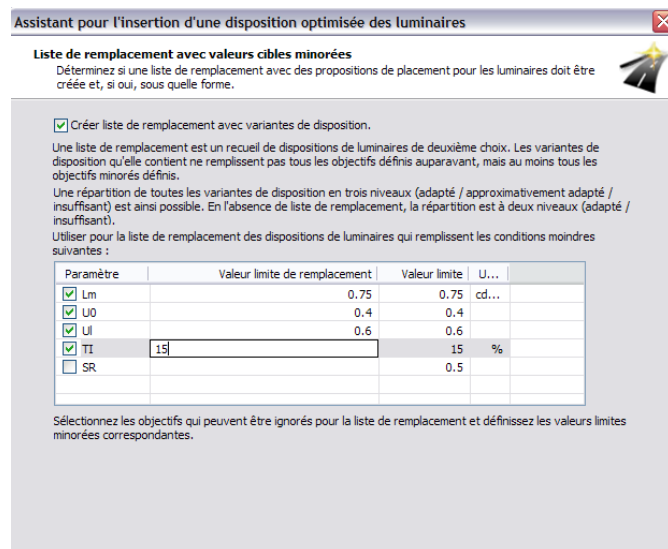 Assistant pour l'insertion d'une disposition optimisée des luminaires
Liste de remplacement avec valeurs cibles minorées
Déterminez si une liste de remplacement avec des propositions de placement pour les luminaires doit être
créée et, si oui, sous quelle forme.
Créer liste de remplacement avec variantes de disposition.
Une liste de remplacement est un recueil de dispositions de luminaires de deuxième choix. Les variantes de
disposition qu'elle contient ne remplissent pas tous les objectifs définis auparavant, mais au moins tous les
objectifs minorés définis.
Une répartition de toutes les variantes de disposition en trois niveaux (adapté / approximativement adapté /
insuffisant) est ainsi possible. En l'absence de liste de remplacement, la répartition est à deux niveaux (adapté /
insuffisant).
Utiliser pour la liste de remplacement des dispositions de luminaires qui remplissent les conditions moindres
suivantes :
Paramètre Valeur limite de remplacement Valeur limite U...
Lm 0.75 0.75 cd...
U0 0.4 0.4
Ul 0.6 0.6
TI 15 15 %
SR 0.5
Sélectionnez les objectifs qui peuvent être ignorés pour la liste de remplacement et définissez les valeurs limites
minorées correspondantes.